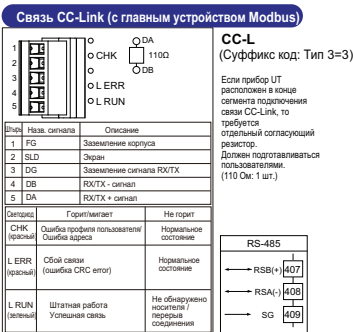 Связь CC-Link (с главным устройством Modbus)
1
2
3
4
5
CHK
L ERR
L RUN
DA
110Ω
DB
CC-L
(Суффикс код: Тип 3=3)
Если прибор UT
расположен в конце
сегмента подключения
связи CC-Link, то
требуется
отдельный согласующий
резистор.
Должен подготавливаться
пользователями.
(110 Ом: 1 шт.)
Штырь Назв. сигнала Описание
1 FG Заземление корпуса
2 SLD Экран
3 DG Заземление сигнала RX/TX
4 DB RX/TX - сигнал
5 DA RX/TX + сигнал
Светодиод Горит/мигает Не горит
CHK (красный) Ошибка профиля пользователя/ Нормальное
Ошибка адреса состояние
L ERR (красный) Сбой связи Нормальное
(ошибка CRC error) состояние
L RUN (зеленый) Штатная работа Не обнаружено
Успешная связь носителя /
перерыв
соединения
RS-485
RSB(+) 407
RSA(-) 408
SG 409